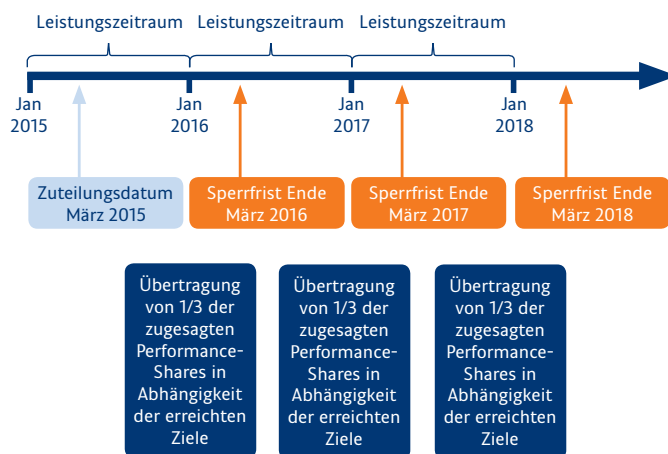 Leistungszeitraum Leistungszeitraum Leistungszeitraum
Jan
2015
Jan
2016
Jan
2017
Jan
2018
Zuteilungsdatum
März 2015
Sperrfrist Ende
März 2016
Sperrfrist Ende
März 2017
Sperrfrist Ende
März 2018
Übertragung
von 1/3 der
zugesagten
Performance-
Shares in
Abhängigkeit
der erreichten
Ziele
Übertragung
von 1/3 der
zugesagten
Performance-
Shares in
Abhängigkeit
der erreichten
Ziele
Übertragung
von 1/3 der
zugesagten
Performance-
Shares in
Abhängigkeit
der erreichten
Ziele